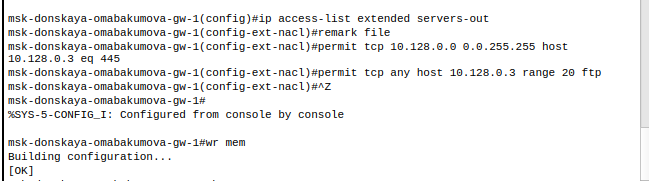 msk-donskaya-omabakumova-gw-1(config)#ip access-list extended servers-out
msk-donskaya-omabakumova-gw-1(config-ext-nacl)#remark file
msk-donskaya-omabakumova-gw-1(config-ext-nacl)#permit tcp 10.128.0.0 0.0.255.255 host
10.128.0.3 eq 445
msk-donskaya-omabakumova-gw-1(config-ext-nacl)#permit tcp any host 10.128.0.3 range 20 ftp
msk-donskaya-omabakumova-gw-1(config-ext-nacl)#^Z
msk-donskaya-omabakumova-gw-1#
%SYS-5-CONFIG_I: Configured from console by console
msk-donskaya-omabakumova-gw-1#wr mem
Building configuration...
[OK]